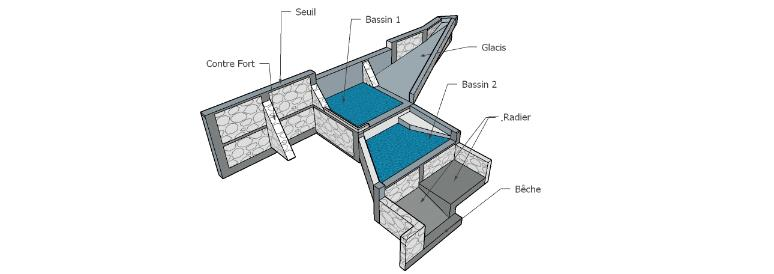 Seuil
Bassin 1
Glacis
Contre Fort
Bassin 2
.Radier
Bêche